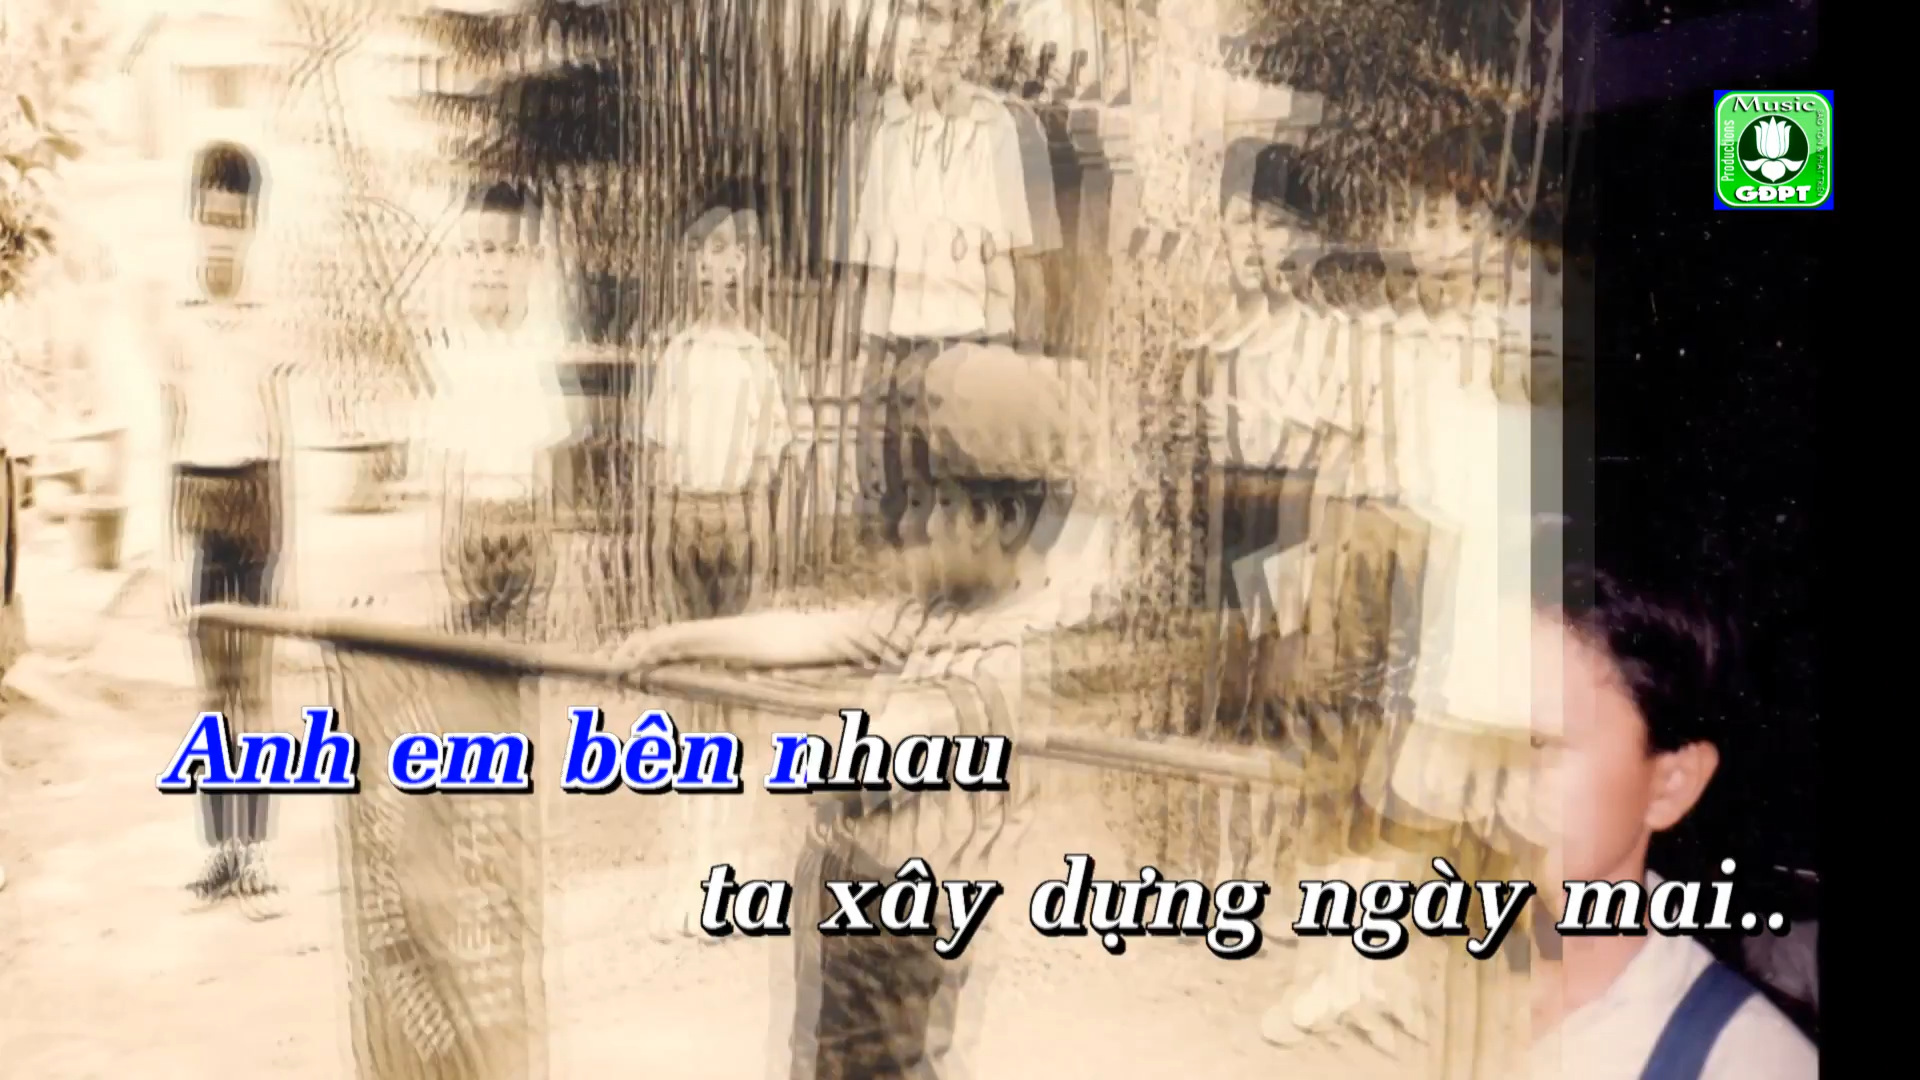 Music
Productions
GĐPT
Anh em bên nhau
ta xây dựng ngày mai..